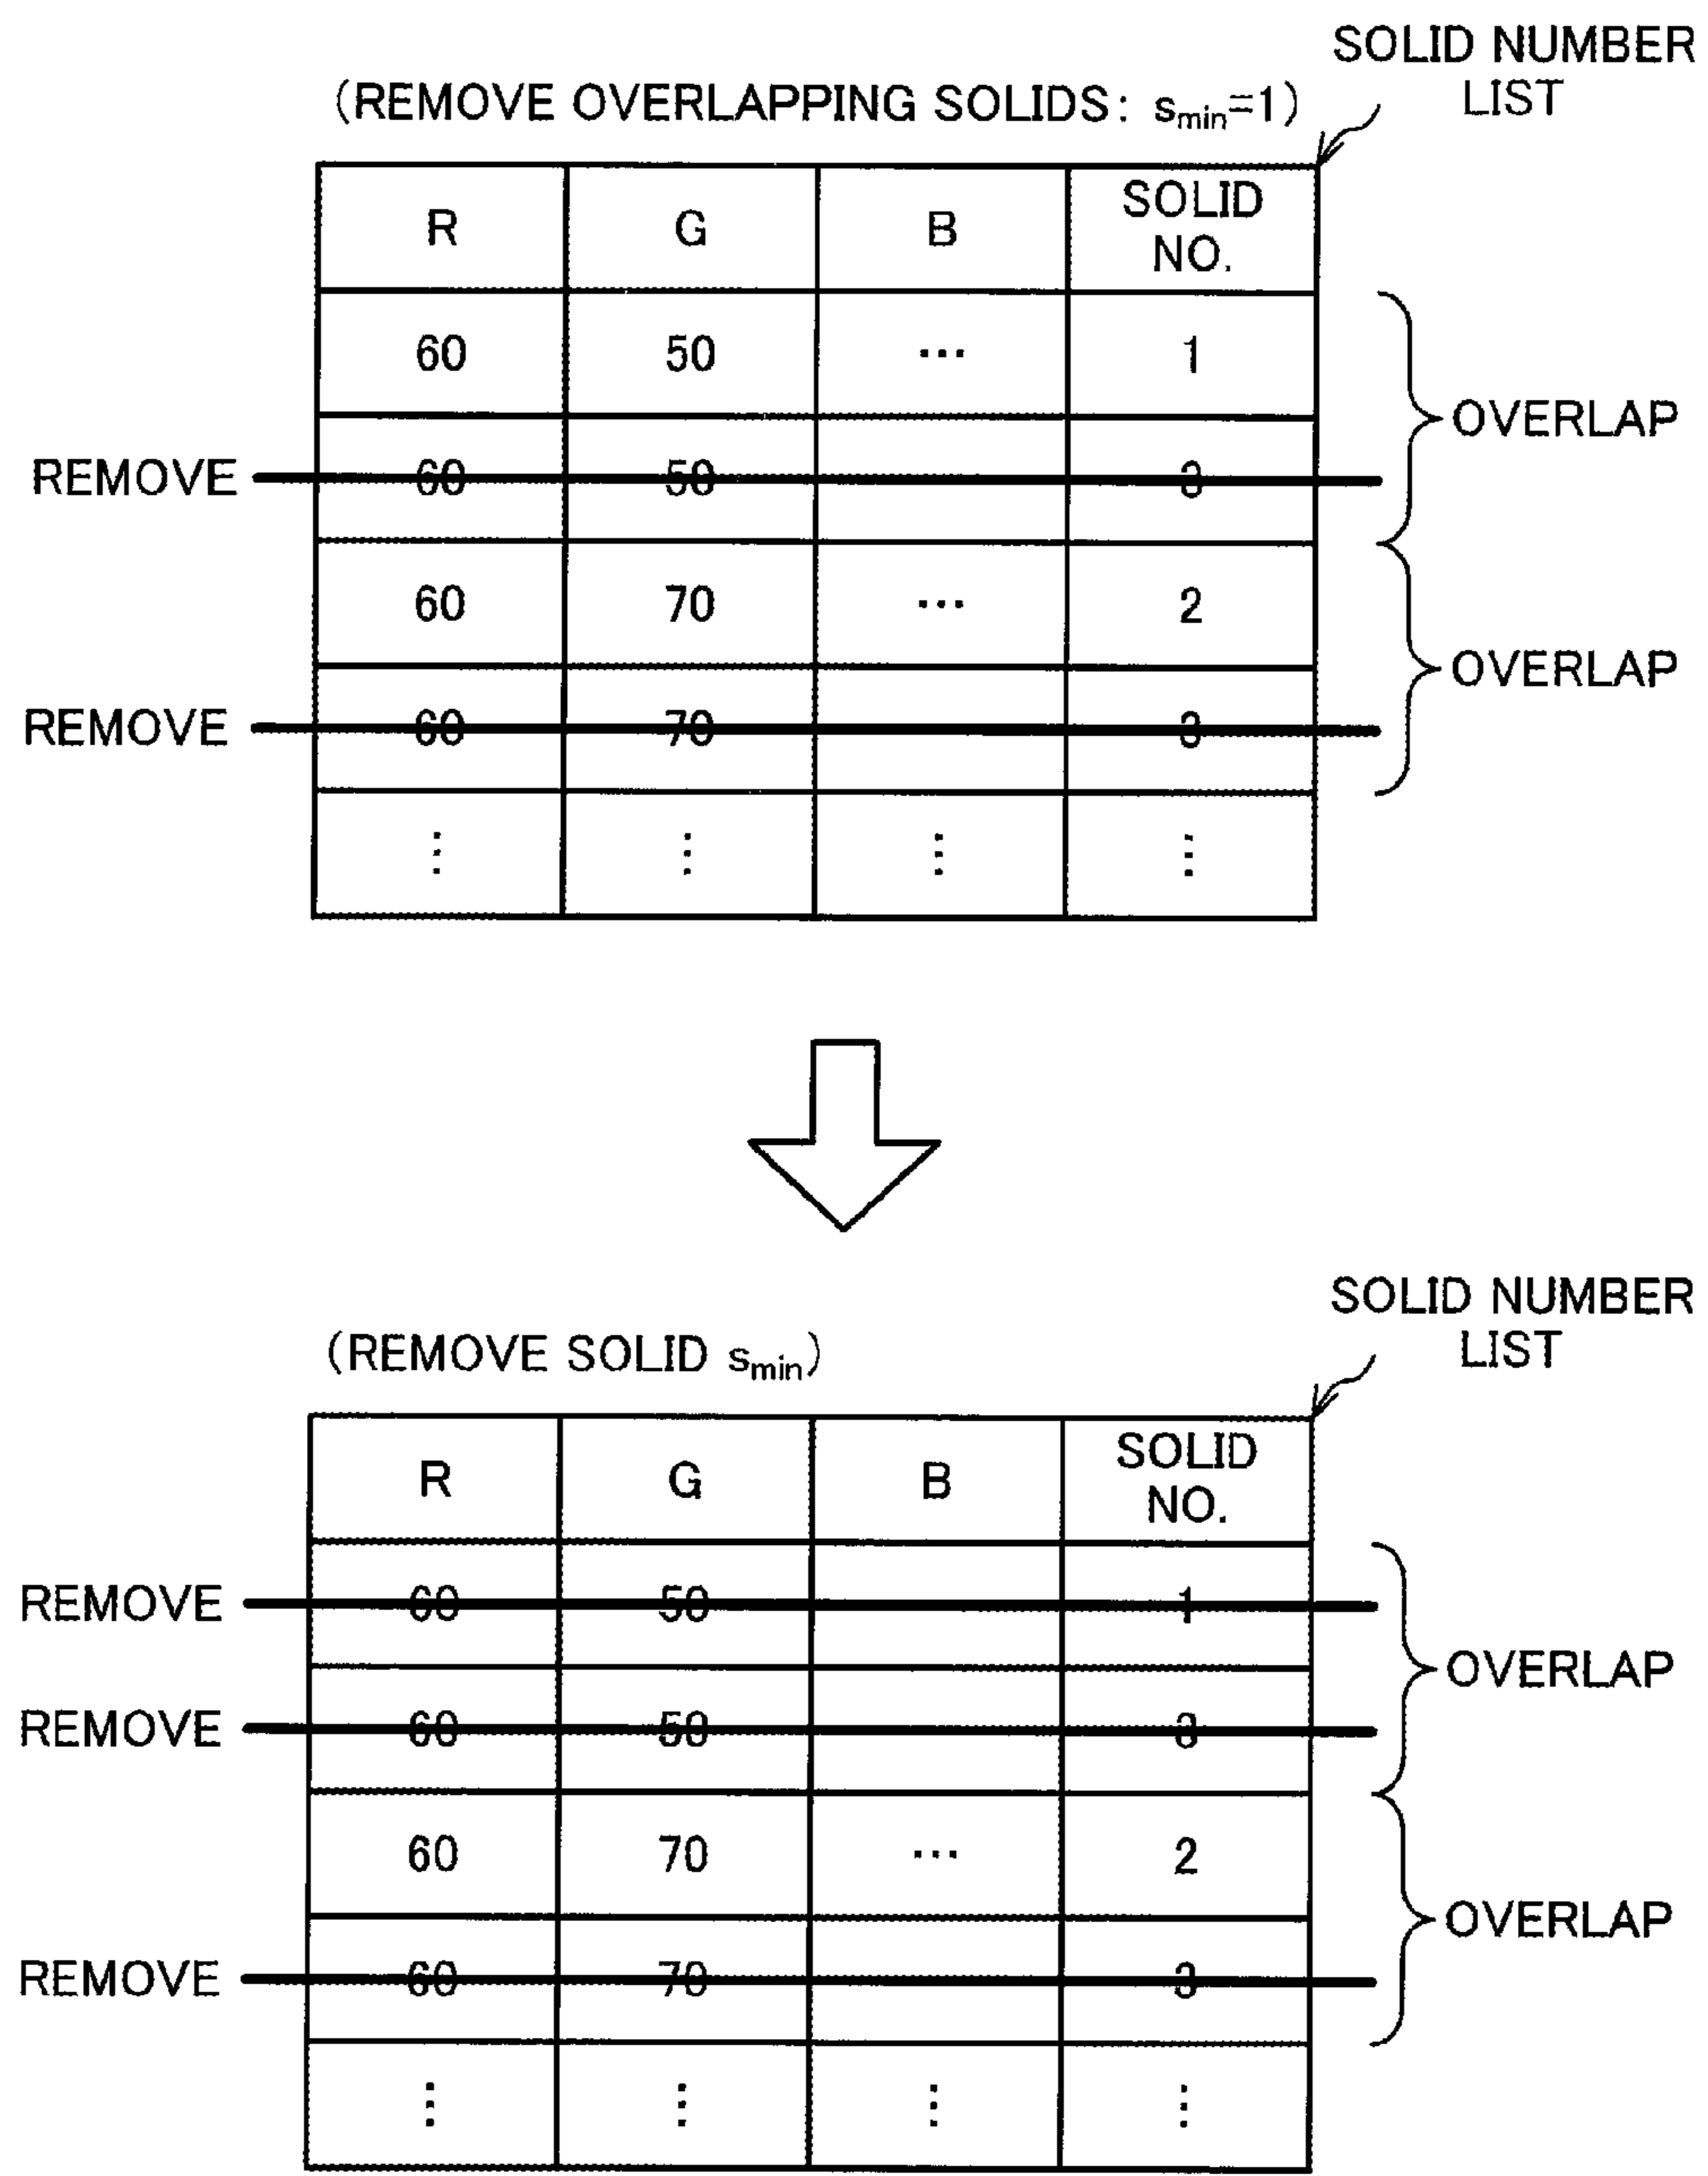 SOLID NUMBER
LIST
(REMOVE OVERLAPPING SOLIDS: smin=1)
R G B SOLID NO.
60 50 ... 1
OVERLAP
REMOVE 60 50 3
60 70 ... 2
OVERLAP
REMOVE 60 70 3
⋮ ⋮ ⋮ ⋮
SOLID NUMBER
LIST
(REMOVE SOLID smin)
R G B SOLID NO.
REMOVE 60 50 1
OVERLAP
REMOVE 60 50 3
60 70 ... 2
OVERLAP
REMOVE 60 70 3
⋮ ⋮ ⋮ ⋮